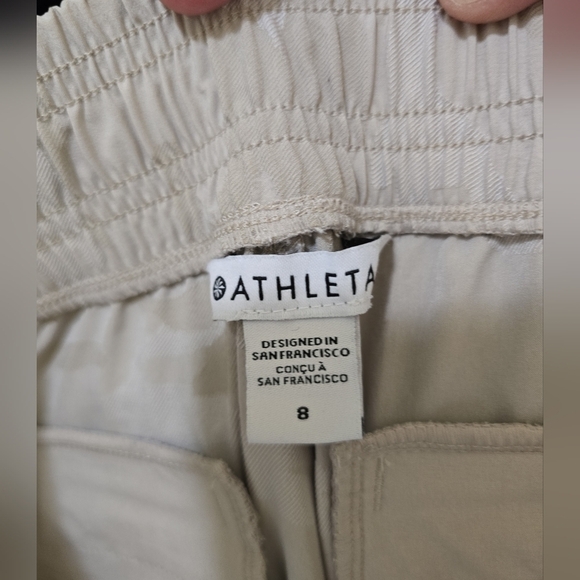 ATHLETA
DESIGNED IN
SAN FRANCISCO
CONÇU À
SAN FRANCISCO
8